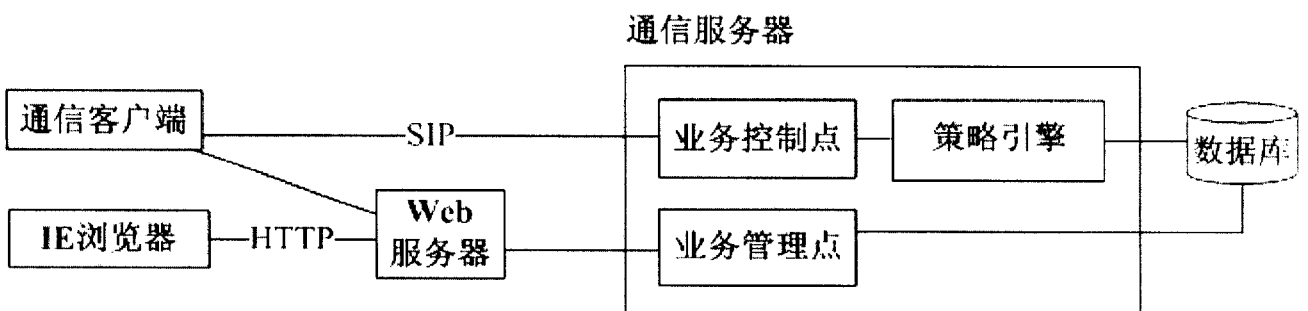 通信服务器
通信客户端
SIP
业务控制点
策略引擎
数据库
IE浏览器
HTTP
Web
服务器
业务管理点